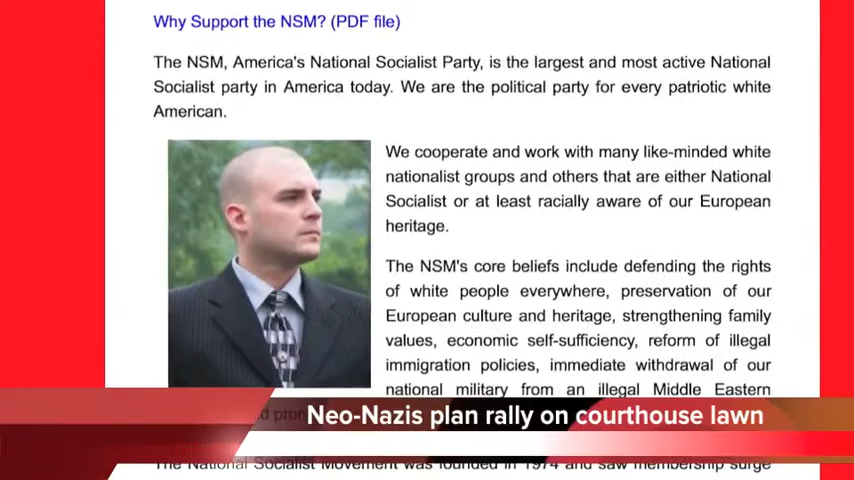 Why Support the NSM? (PDF file)
The NSM, America's National Socialist Party, is the largest and most active National
Socialist party in America today. We are the political party for every patriotic white
American.
We cooperate and work with many like-minded white
nationalist groups and others that are either National
Socialist or at least racially aware of our European
heritage.
The NSM's core beliefs include defending the rights
of white people everywhere, preservation of our
European culture and heritage, strengthening family
values, economic self-sufficiency, reform of illegal
immigration policies, immediate withdrawal of our
national military from an illegal Middle Eastern
Neo-Nazis plan rally on courthouse lawn
The National Socialist Movement was founded in 1974 and saw membership surge